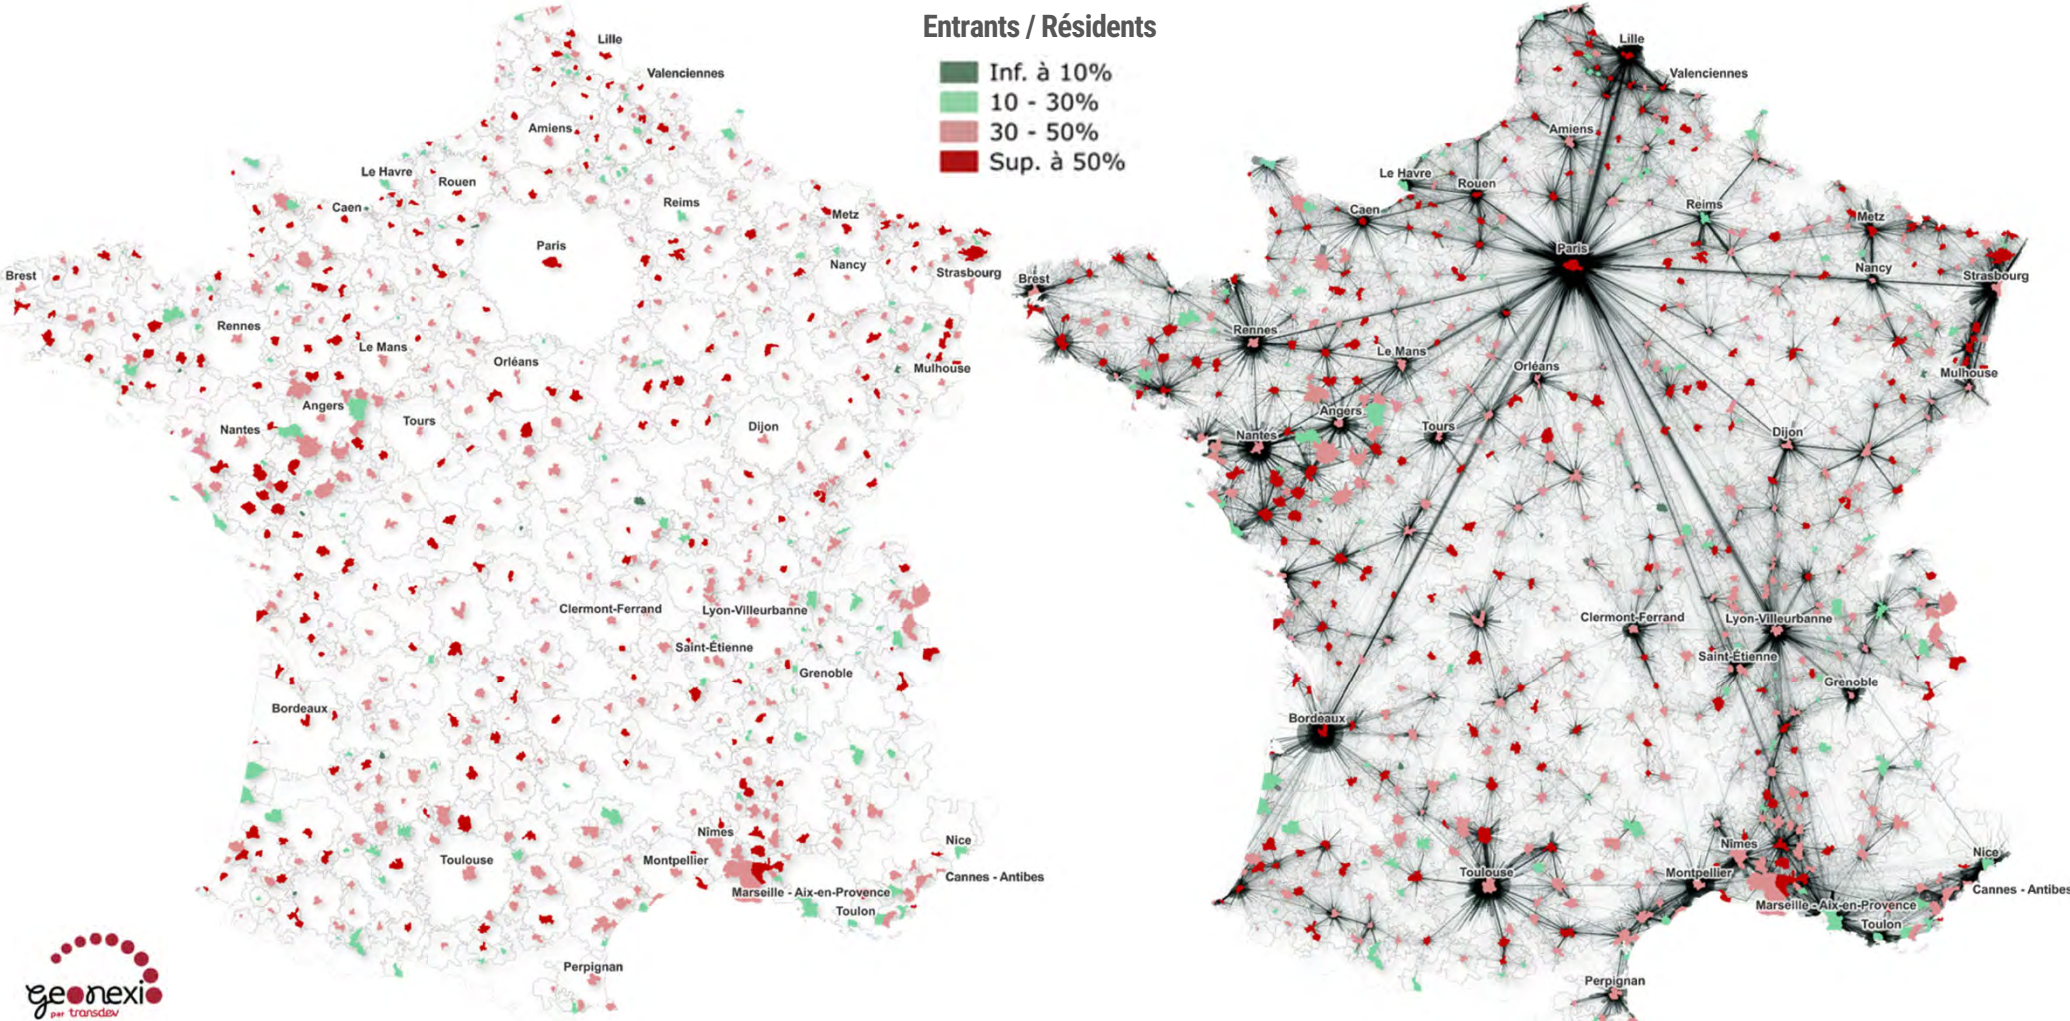 Entrants / Résidents
Inf. à 10%
10 - 30%
30 - 50%
Sup. à 50%
Lille
Valenciennes
Amiens
Le Havre
Rouen
Caen
Reims
Metz
Paris
Nancy
Strasbourg
Brest
Rennes
Le Mans
Orléans
Mulhouse
Angers
Tours
Nantes
Dijon
Clermont-Ferrand
Lyon-Villeurbanne
Saint-Étienne
Grenoble
Bordeaux
Nîmes
Nice
Toulouse
Montpellier
Cannes - Antibes
Marseille - Aix-en-Provence
Toulon
Perpignan
geonexio
par transdev
Lille
Valenciennes
Amiens
Le Havre
Rouen
Caen
Reims
Metz
Paris
Nancy
Strasbourg
Brest
Rennes
Le Mans
Orléans
Mulhouse
Angers
Tours
Nantes
Dijon
Clermont-Ferrand
Lyon-Villeurbanne
Saint-Étienne
Grenoble
Bordeaux
Nîmes
Nice
Toulouse
Montpellier
Cannes - Antibes
Marseille - Aix-en-Provence
Toulon
Perpignan